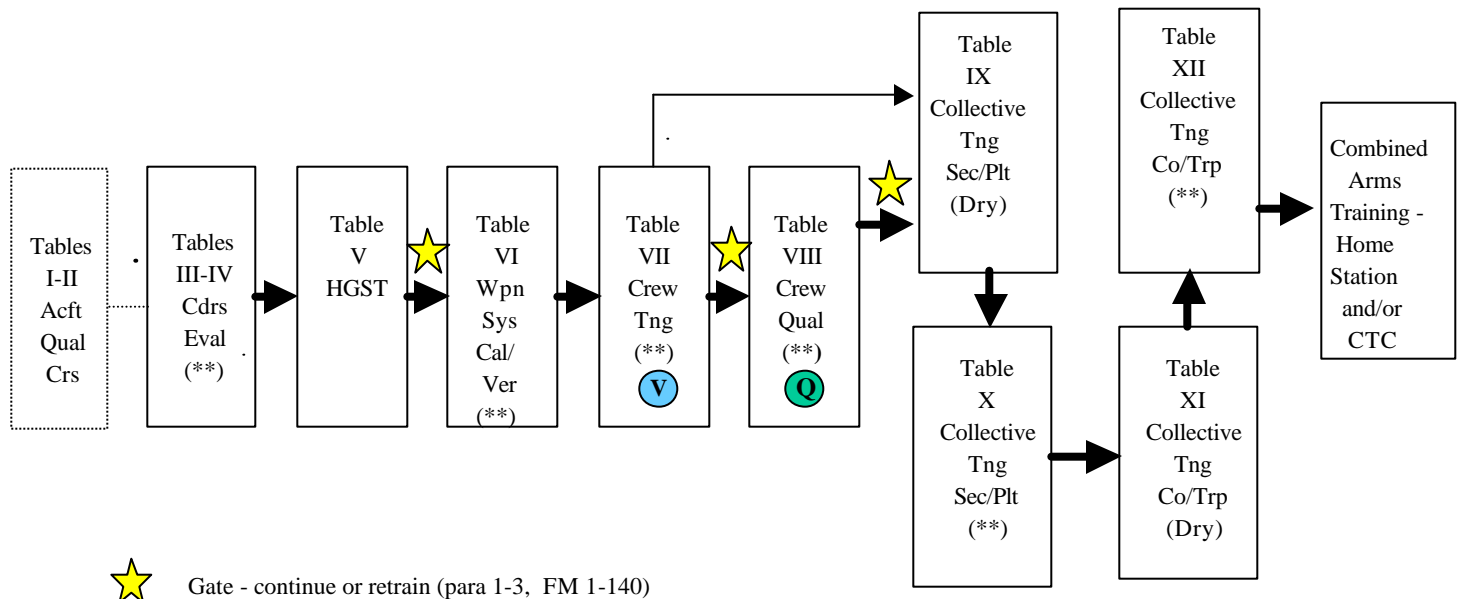 Tables
I-II
Acft
Qual
Crs
Tables
III-IV
Cdrs
Eval
(**)
Table
V
HGST
Table
VI
Wpn
Sys
Cal/
Ver
(**)
Table
VII
Crew
Tng
(**)
V
Table
VIII
Crew
Qual
(**)
Q
Table
IX
Collective
Tng
Sec/Plt
(Dry)
Table
X
Collective
Tng
Sec/Plt
(**)
Table
XI
Collective
Tng
Co/Trp
(Dry)
Table
XII
Collective
Tng
Co/Trp
(**)
Combined
Arms
Training -
Home
Station
and/or
CTC
Gate - continue or retrain (para 1-3, FM 1-140)